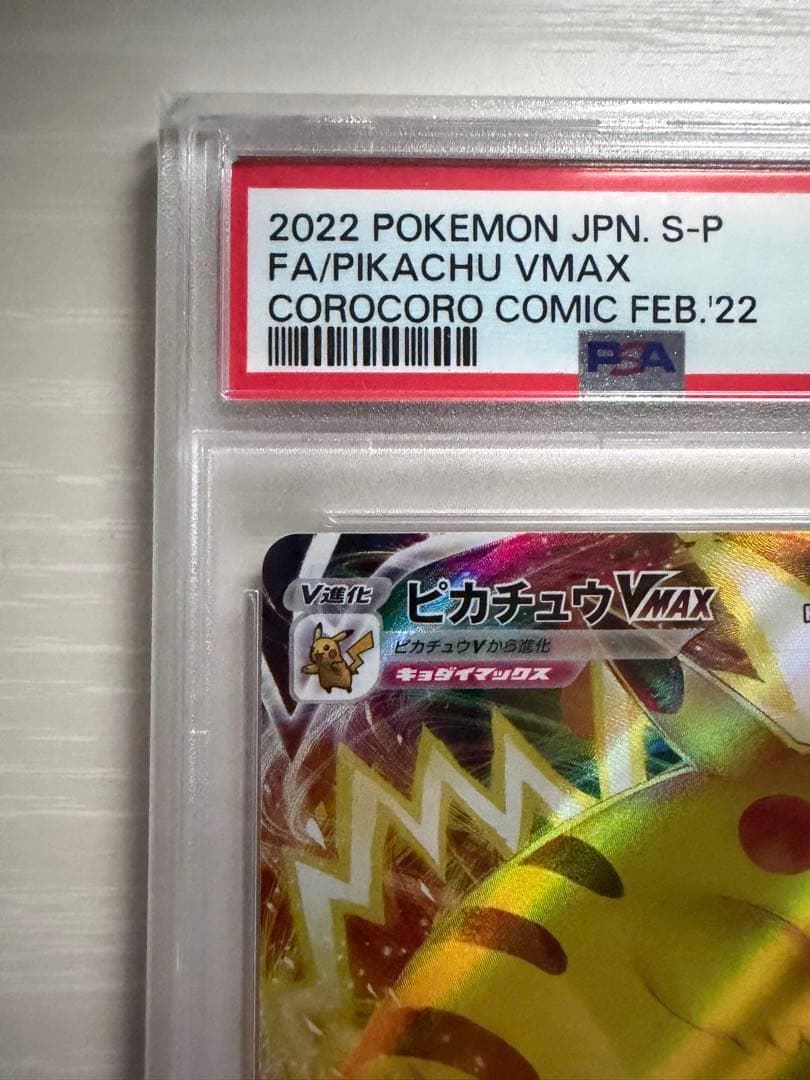 2022 POKEMON JPN. S-P
FA/PIKACHU VMAX
COROCORO COMIC FEB.'22
PSA
V進化
ピカチュウVMAX
ピカチュウVから進化
キョダイマックス